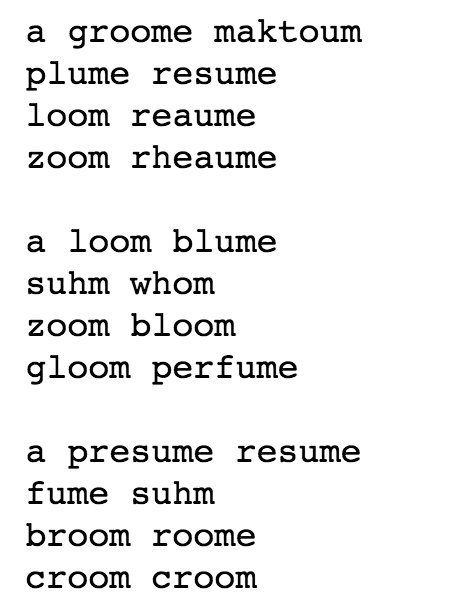 a groome maktoum
plume resume
loom reaume
zoom rheaume

a loom blume
suhm whom
zoom bloom
gloom perfume

a presume resume
fume suhm
broom roome
croom croom